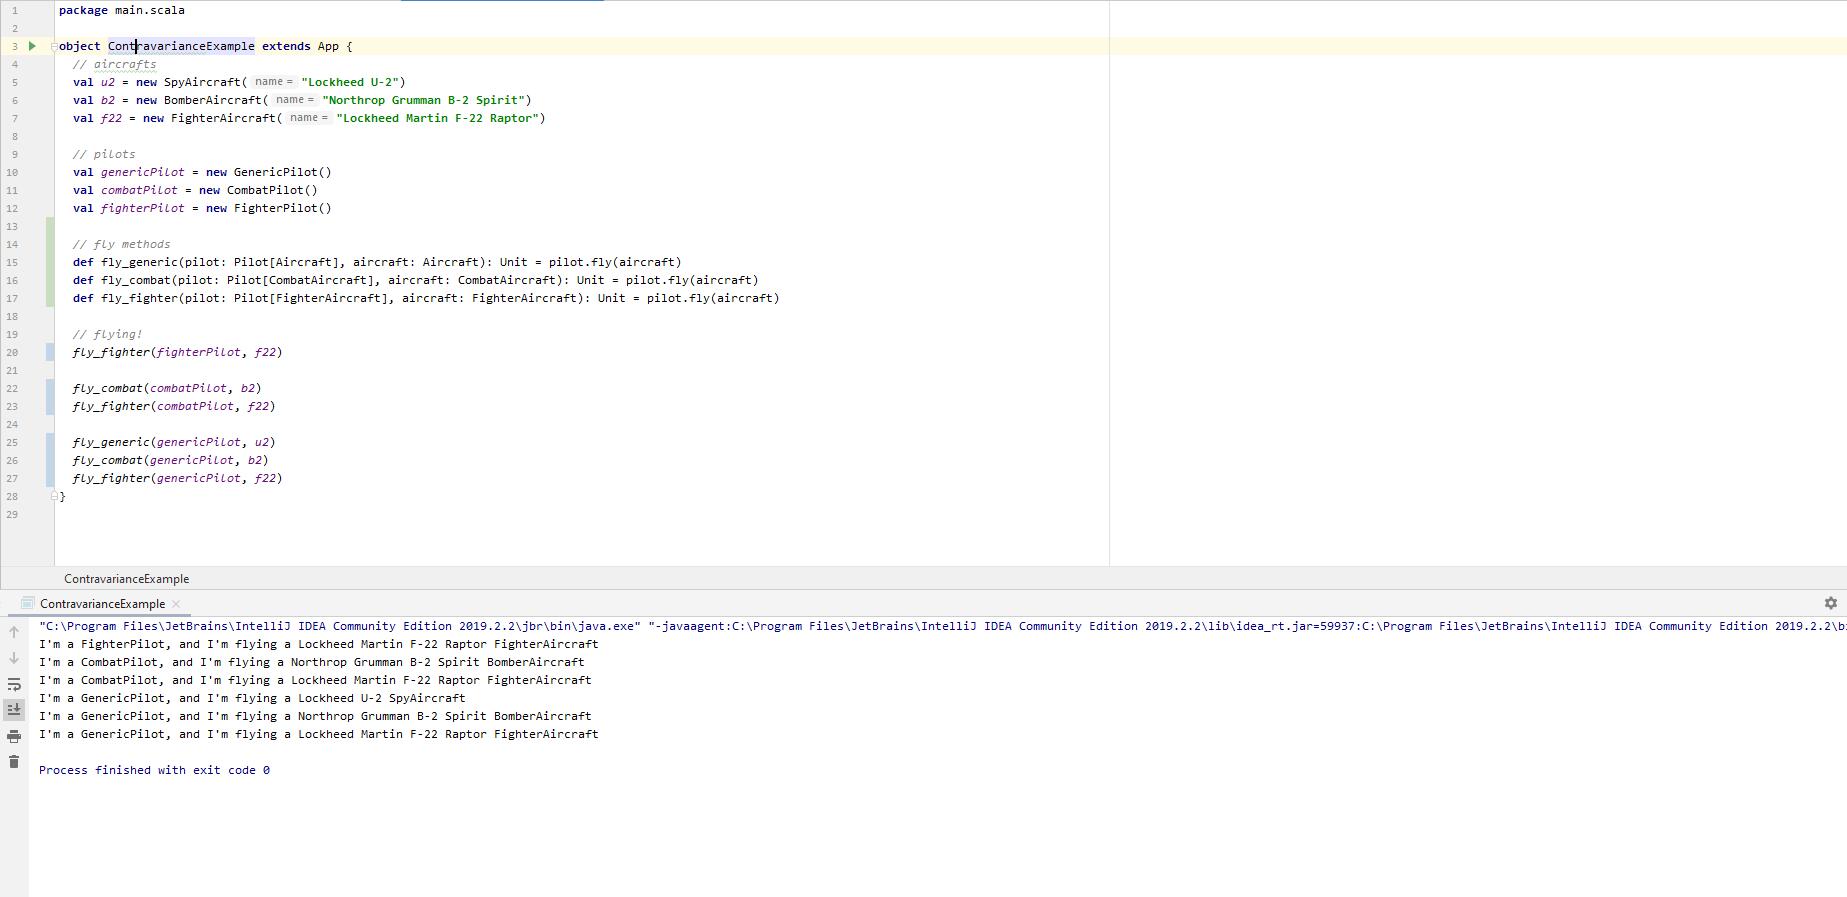 1 package main.scala
2
3 object ContravarianceExample extends App {
4 // aircrafts
5 val u2 = new SpyAircraft( name = "Lockheed U-2")
6 val b2 = new BomberAircraft( name = "Northrop Grumman B-2 Spirit")
7 val f22 = new FighterAircraft( name = "Lockheed Martin F-22 Raptor")
8
9 // pilots
10 val genericPilot = new GenericPilot()
11 val combatPilot = new CombatPilot()
12 val fighterPilot = new FighterPilot()
13
14 // fly methods
15 def fly_generic(pilot: Pilot[Aircraft], aircraft: Aircraft): Unit = pilot.fly(aircraft)
16 def fly_combat(pilot: Pilot[CombatAircraft], aircraft: CombatAircraft): Unit = pilot.fly(aircraft)
17 def fly_fighter(pilot: Pilot[FighterAircraft], aircraft: FighterAircraft): Unit = pilot.fly(aircraft)
18
19 // flying!
20 fly_fighter(fighterPilot, f22)
21
22 fly_combat(combatPilot, b2)
23 fly_fighter(combatPilot, f22)
24
25 fly_generic(genericPilot, u2)
26 fly_combat(genericPilot, b2)
27 fly_fighter(genericPilot, f22)
28 }
29
ContravarianceExample
ContravarianceExample
"C:\Program Files\JetBrains\IntelliJ IDEA Community Edition 2019.2.2\jbr\bin\java.exe" "-javaagent:C:\Program Files\JetBrains\IntelliJ IDEA Community Edition 2019.2.2\lib\idea_rt.jar=59937:C:\Program Files\JetBrains\IntelliJ IDEA Community Edition 2019.2.2\b
I'm a FighterPilot, and I'm flying a Lockheed Martin F-22 Raptor FighterAircraft
I'm a CombatPilot, and I'm flying a Northrop Grumman B-2 Spirit BomberAircraft
I'm a CombatPilot, and I'm flying a Lockheed Martin F-22 Raptor FighterAircraft
I'm a GenericPilot, and I'm flying a Lockheed U-2 SpyAircraft
I'm a GenericPilot, and I'm flying a Northrop Grumman B-2 Spirit BomberAircraft
I'm a GenericPilot, and I'm flying a Lockheed Martin F-22 Raptor FighterAircraft
Process finished with exit code 0